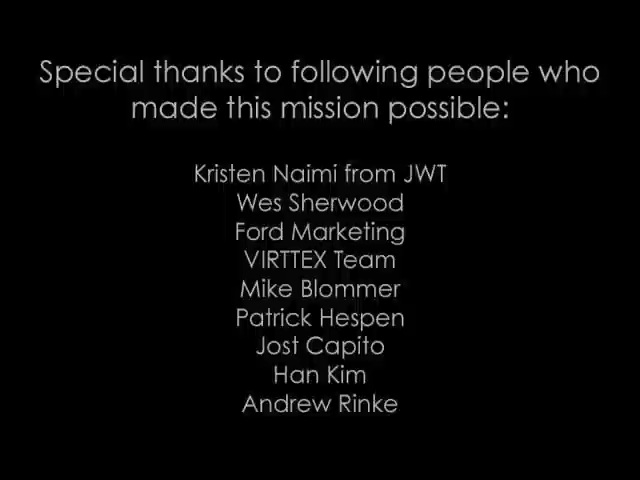 Special thanks to following people who
made this mission possible:
Kristen Naimi from JWT
Wes Sherwood
Ford Marketing
VIRTTEX Team
Mike Blommer
Patrick Hespen
Jost Capito
Han Kim
Andrew Rinke